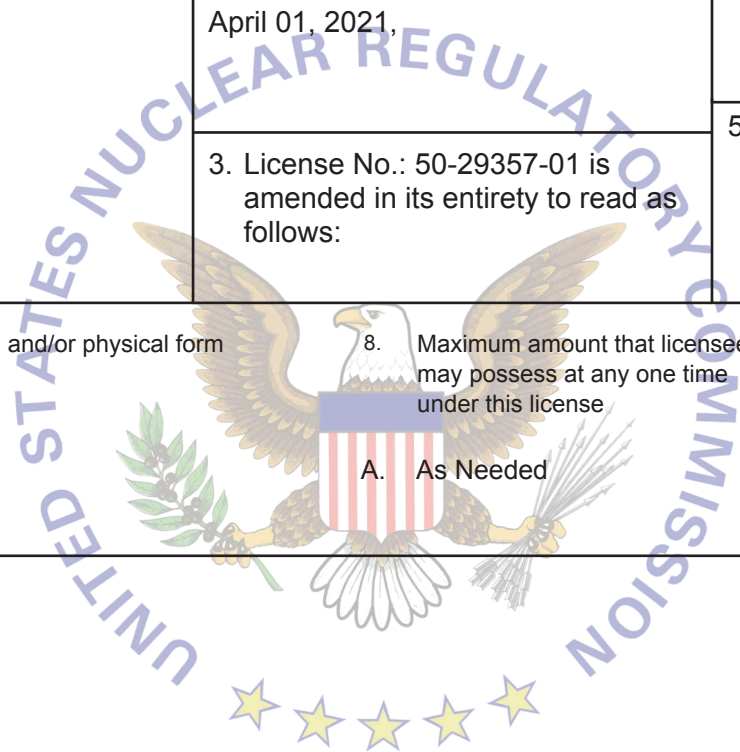 April 01, 2021,
5
3. License No.: 50-29357-01 is
amended in its entirety to read as
follows:
and/or physical form
8. Maximum amount that licensee
may possess at any one time
under this license
A. As Needed
UNITED STATES NUCLEAR REGULATORY COMMISSION